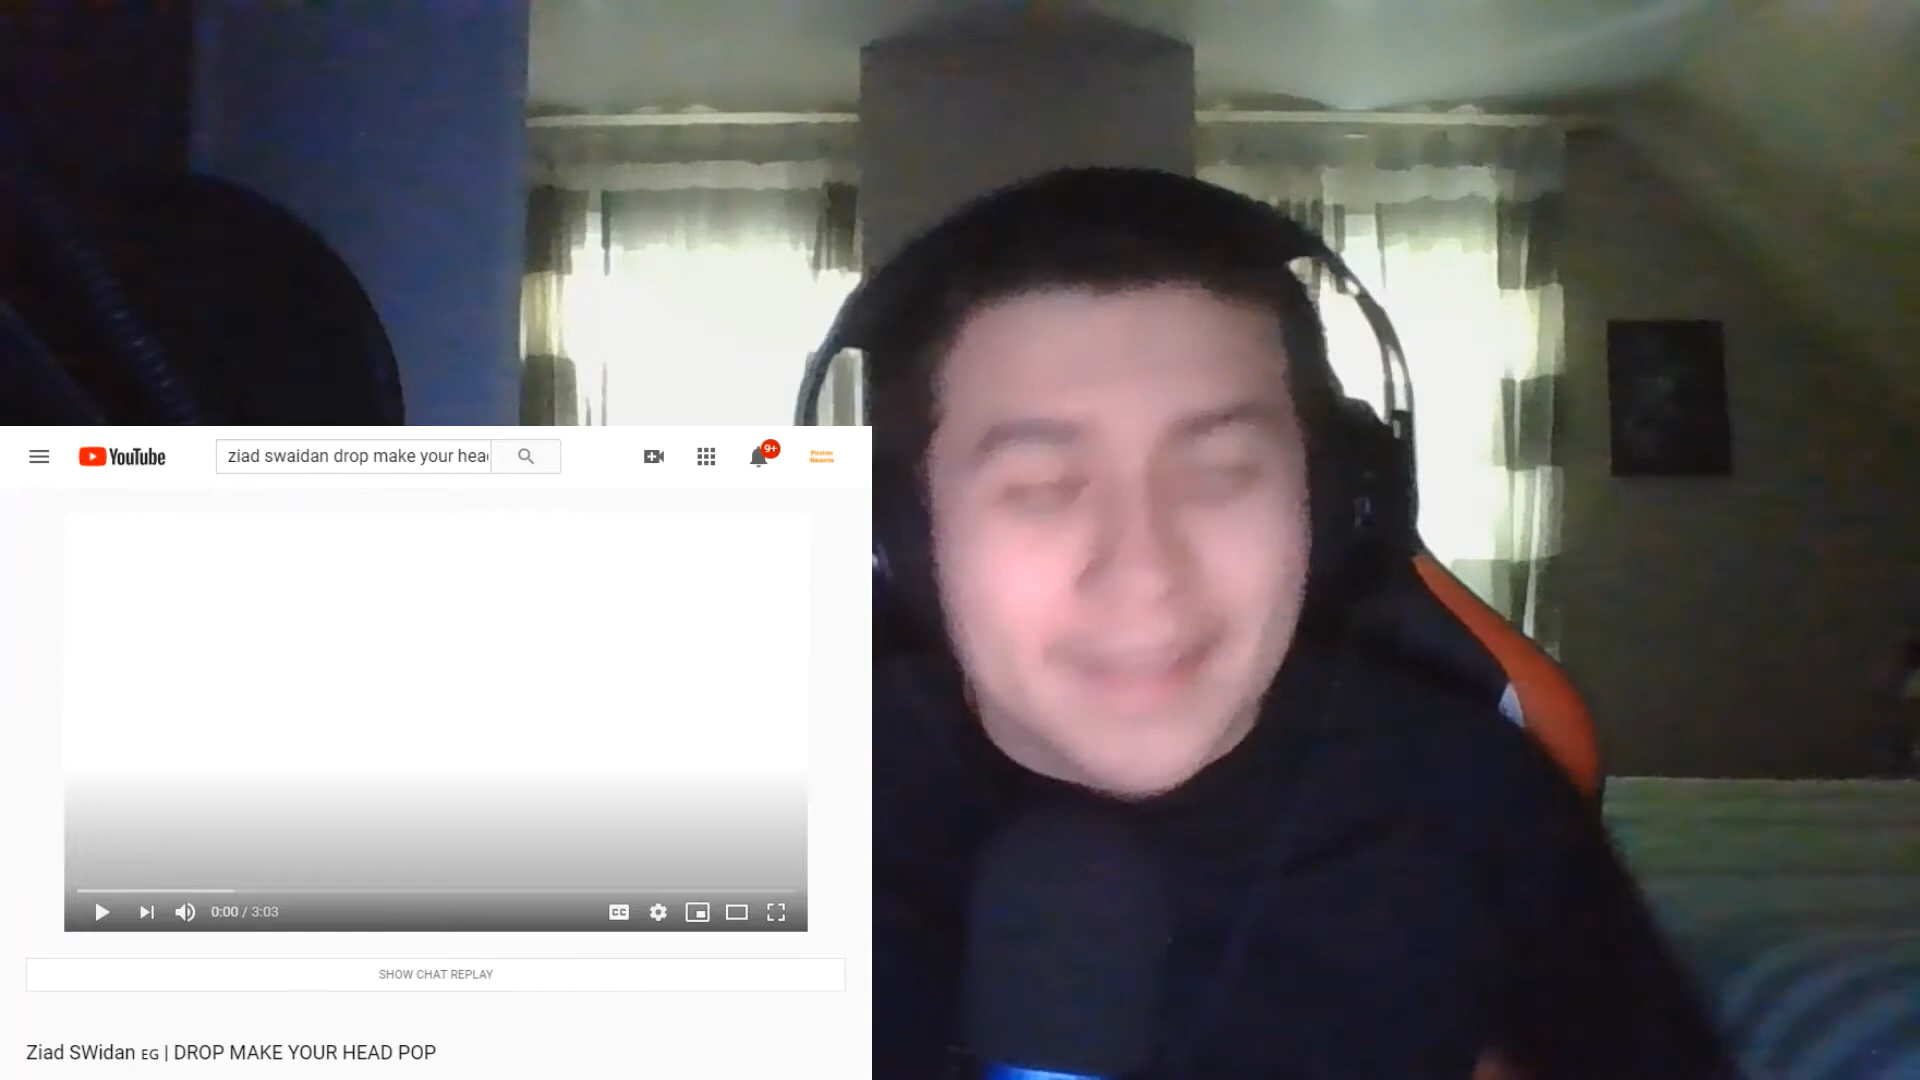 YouTube
ziad swaidan drop make your hea
9+
CC
0:00 / 3:03
SHOW CHAT REPLAY
Ziad SWidan EG | DROP MAKE YOUR HEAD POP